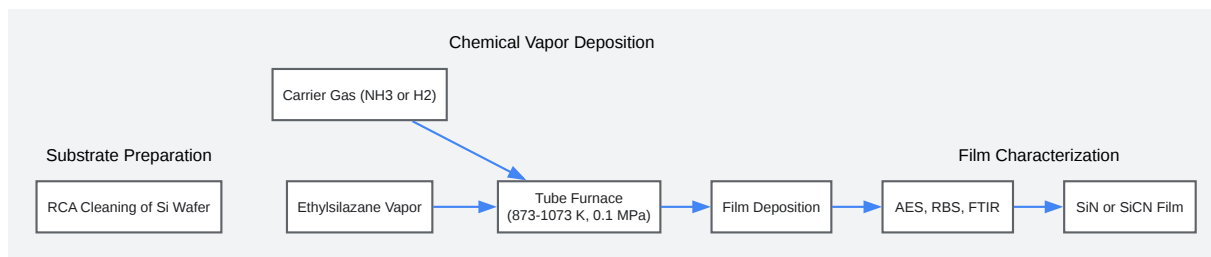 Chemical Vapor Deposition
Carrier Gas (NH3 or H2)
Substrate Preparation
Film Characterization
RCA Cleaning of Si Wafer
Ethylsilazane Vapor
Tube Furnace
(873-1073 K, 0.1 MPa)
Film Deposition
AES, RBS, FTIR
SiN or SiCN Film